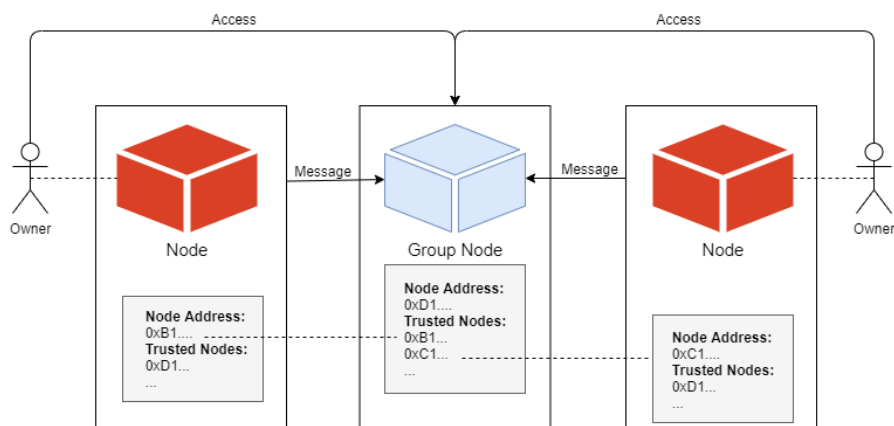 Access
Access
Message
Message
Owner
Owner
Node
Group Node
Node
Node Address:
0xB1....
Trusted Nodes:
0xD1...
...
Node Address:
0xD1....
Trusted Nodes:
0xB1...
0xC1...
...
Node Address:
0xC1....
Trusted Nodes:
0xD1...
...